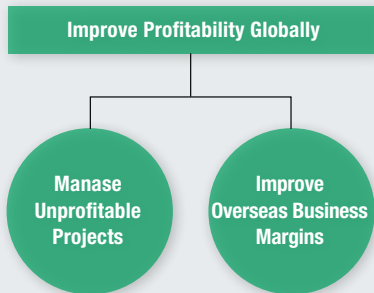 Improve Profitability Globally
Manase
Unprofitable
Projects
Improve
Overseas Business
Margins